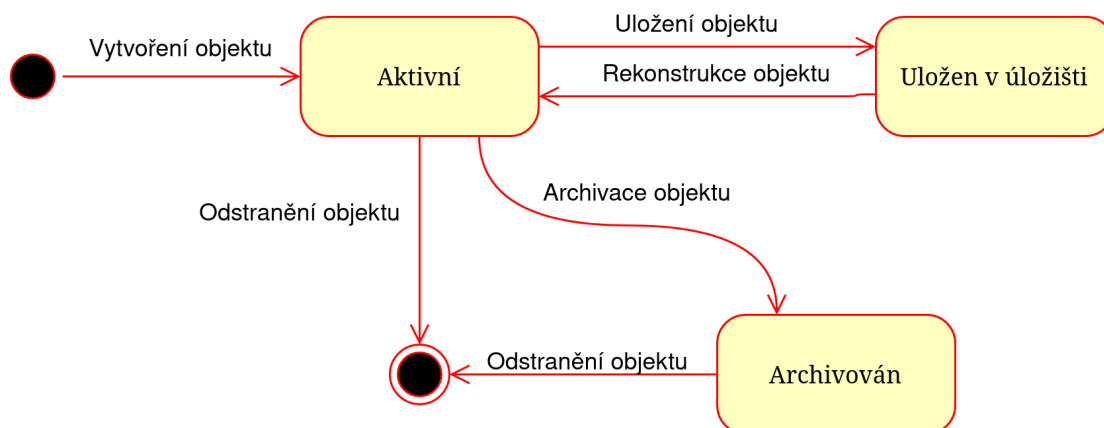 Vytvoření objektu
Aktivní
Uložení objektu
Rekonstrukce objektu
Uložen v úložišti
Odstranění objektu
Archivace objektu
Odstranění objektu
Archivován